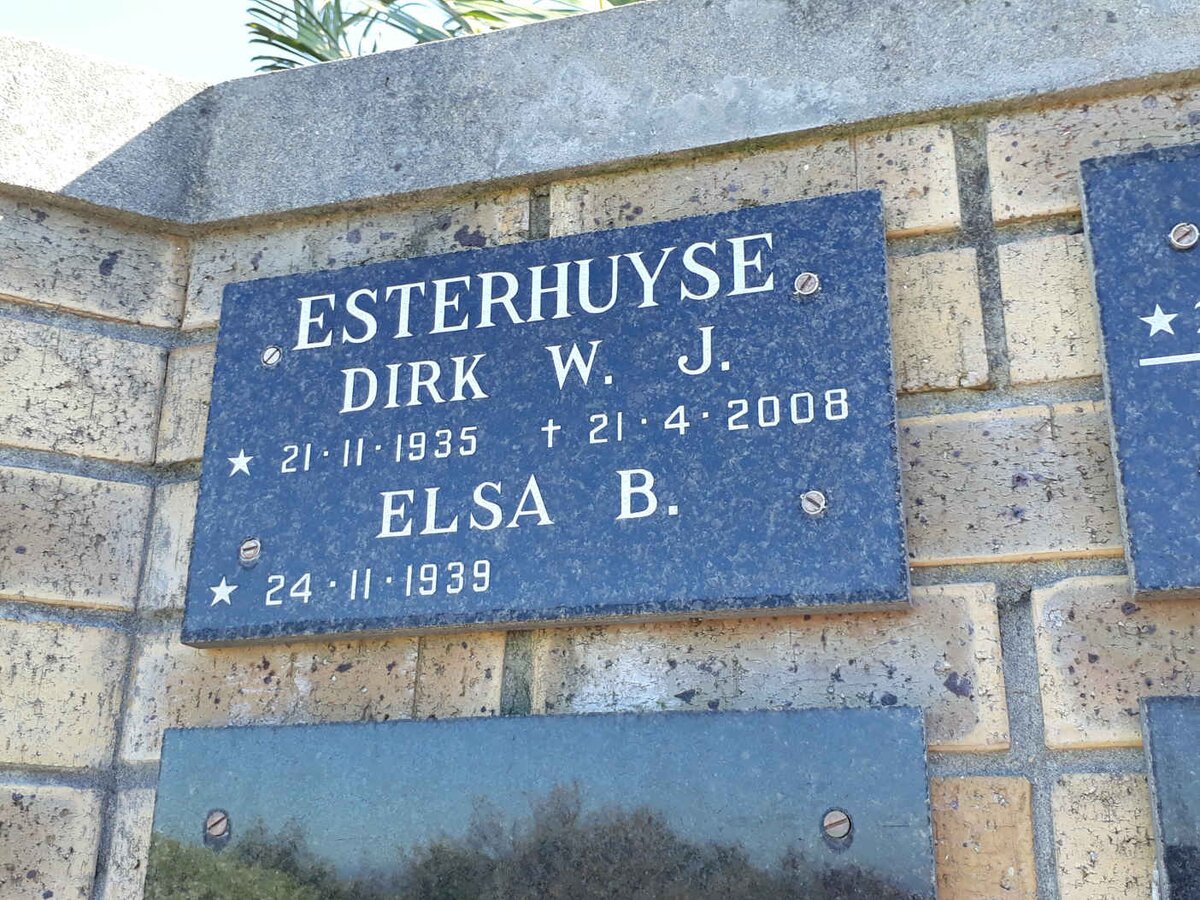 ESTERHUYSE
DIRK W. J.
★ 21·11·1935 † 21·4·2008
ELSA B.
★ 24·11·1939